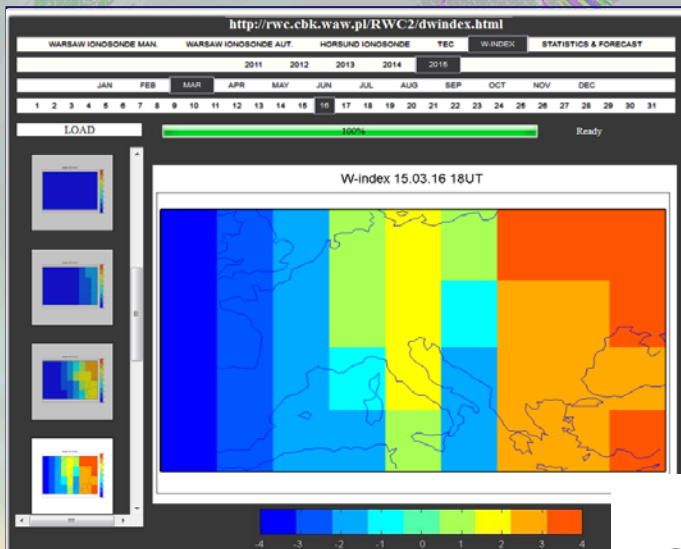 http://rwc.cbk.waw.pl/RWC2/dwindex.html
WARSAW IONOSONDE MAN. WARSAW IONOSONDE AUT. HORSUND IONOSONDE TEC W-INDEX STATISTICS & FORECAST
2011 2012 2013 2014 2015
JAN FEB MAR APR MAY JUN JUL AUG SEP OCT NOV DEC
1 2 3 4 5 6 7 8 9 10 11 12 13 14 15 16 17 18 19 20 21 22 23 24 25 26 27 28 29 30 31
LOAD 100% Ready
W-index 15.03.16 18UT
-4 -3 -2 -1 0 1 2 3 4